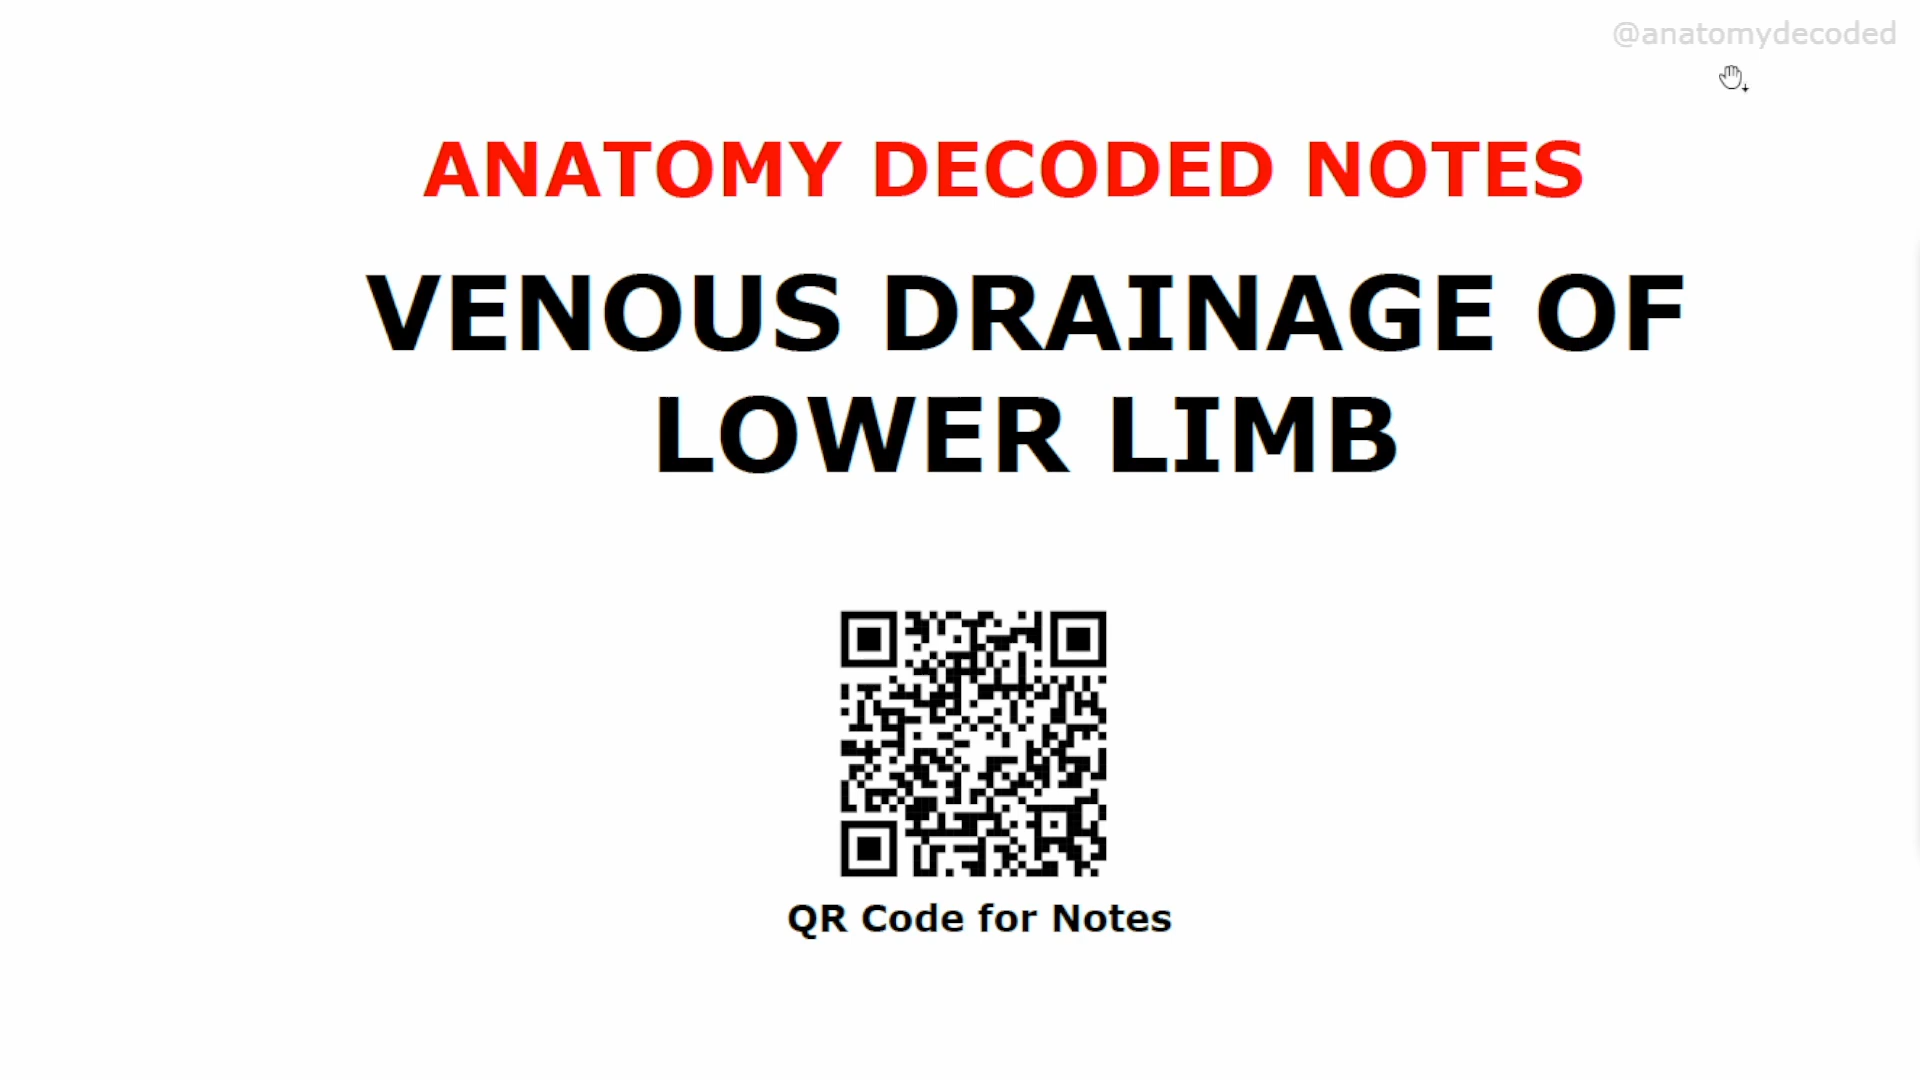 @anatomydecoded
ANATOMY DECODED NOTES
VENOUS DRAINAGE OF
LOWER LIMB
QR Code for Notes